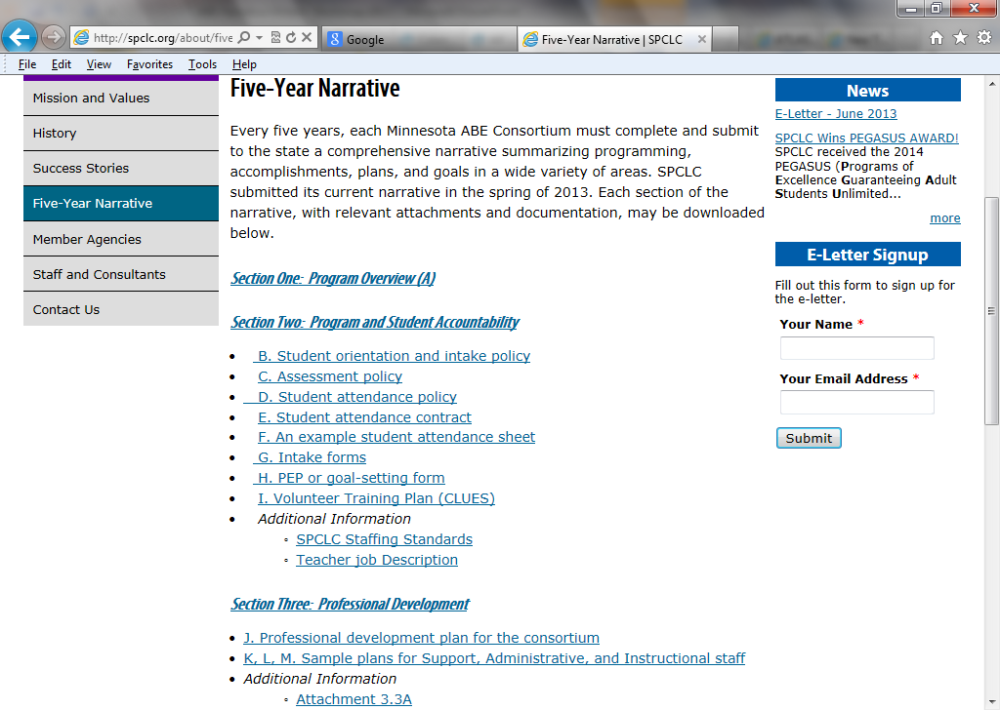 http://spclc.org/about/five
Google
Five-Year Narrative | SPCLC
File Edit View Favorites Tools Help
Mission and Values
History
Success Stories
Five-Year Narrative
Member Agencies
Staff and Consultants
Contact Us
Five-Year Narrative
Every five years, each Minnesota ABE Consortium must complete and submit
to the state a comprehensive narrative summarizing programming,
accomplishments, plans, and goals in a wide variety of areas. SPCLC
submitted its current narrative in the spring of 2013. Each section of the
narrative, with relevant attachments and documentation, may be downloaded
below.
Section One: Program Overview (A)
Section Two: Program and Student Accountability
B. Student orientation and intake policy
C. Assessment policy
D. Student attendance policy
E. Student attendance contract
F. An example student attendance sheet
G. Intake forms
H. PEP or goal-setting form
I. Volunteer Training Plan (CLUES)
Additional Information
SPCLC Staffing Standards
Teacher job Description
Section Three: Professional Development
J. Professional development plan for the consortium
K, L, M. Sample plans for Support, Administrative, and Instructional staff
Additional Information
Attachment 3.3A
News
E-Letter - June 2013
SPCLC Wins PEGASUS AWARD!
SPCLC received the 2014
PEGASUS (Programs of
Excellence Guaranteeing Adult
Students Unlimited...
more
E-Letter Signup
Fill out this form to sign up for
the e-letter.
Your Name *
Your Email Address *
Submit